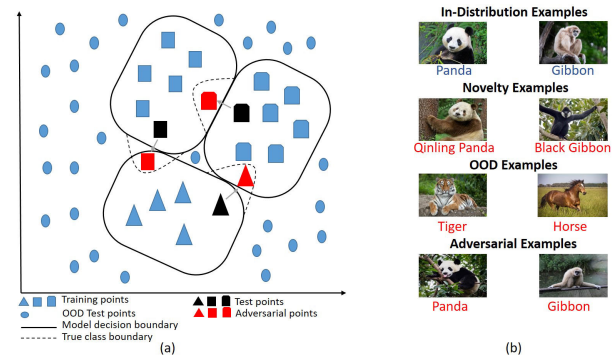 In-Distribution Examples
Panda Gibbon
Novelty Examples
Qinling Panda Black Gibbon
OOD Examples
Tiger Horse
Adversarial Examples
Panda Gibbon
Training points Test points
OOD Test points Adversarial points
Model decision boundary
True class boundary
(a) (b)